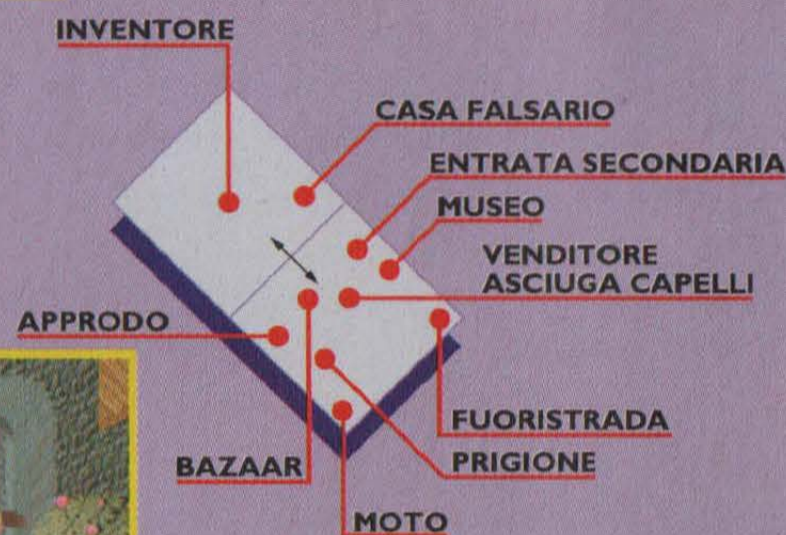 INVENTORE
CASA FALSARIO
ENTRATA SECONDARIA
MUSEO
VENDITORE
ASCIUGA CAPELLI
APPRODO
FUORISTRADA
BAZAAR
PRIGIONE
MOTO